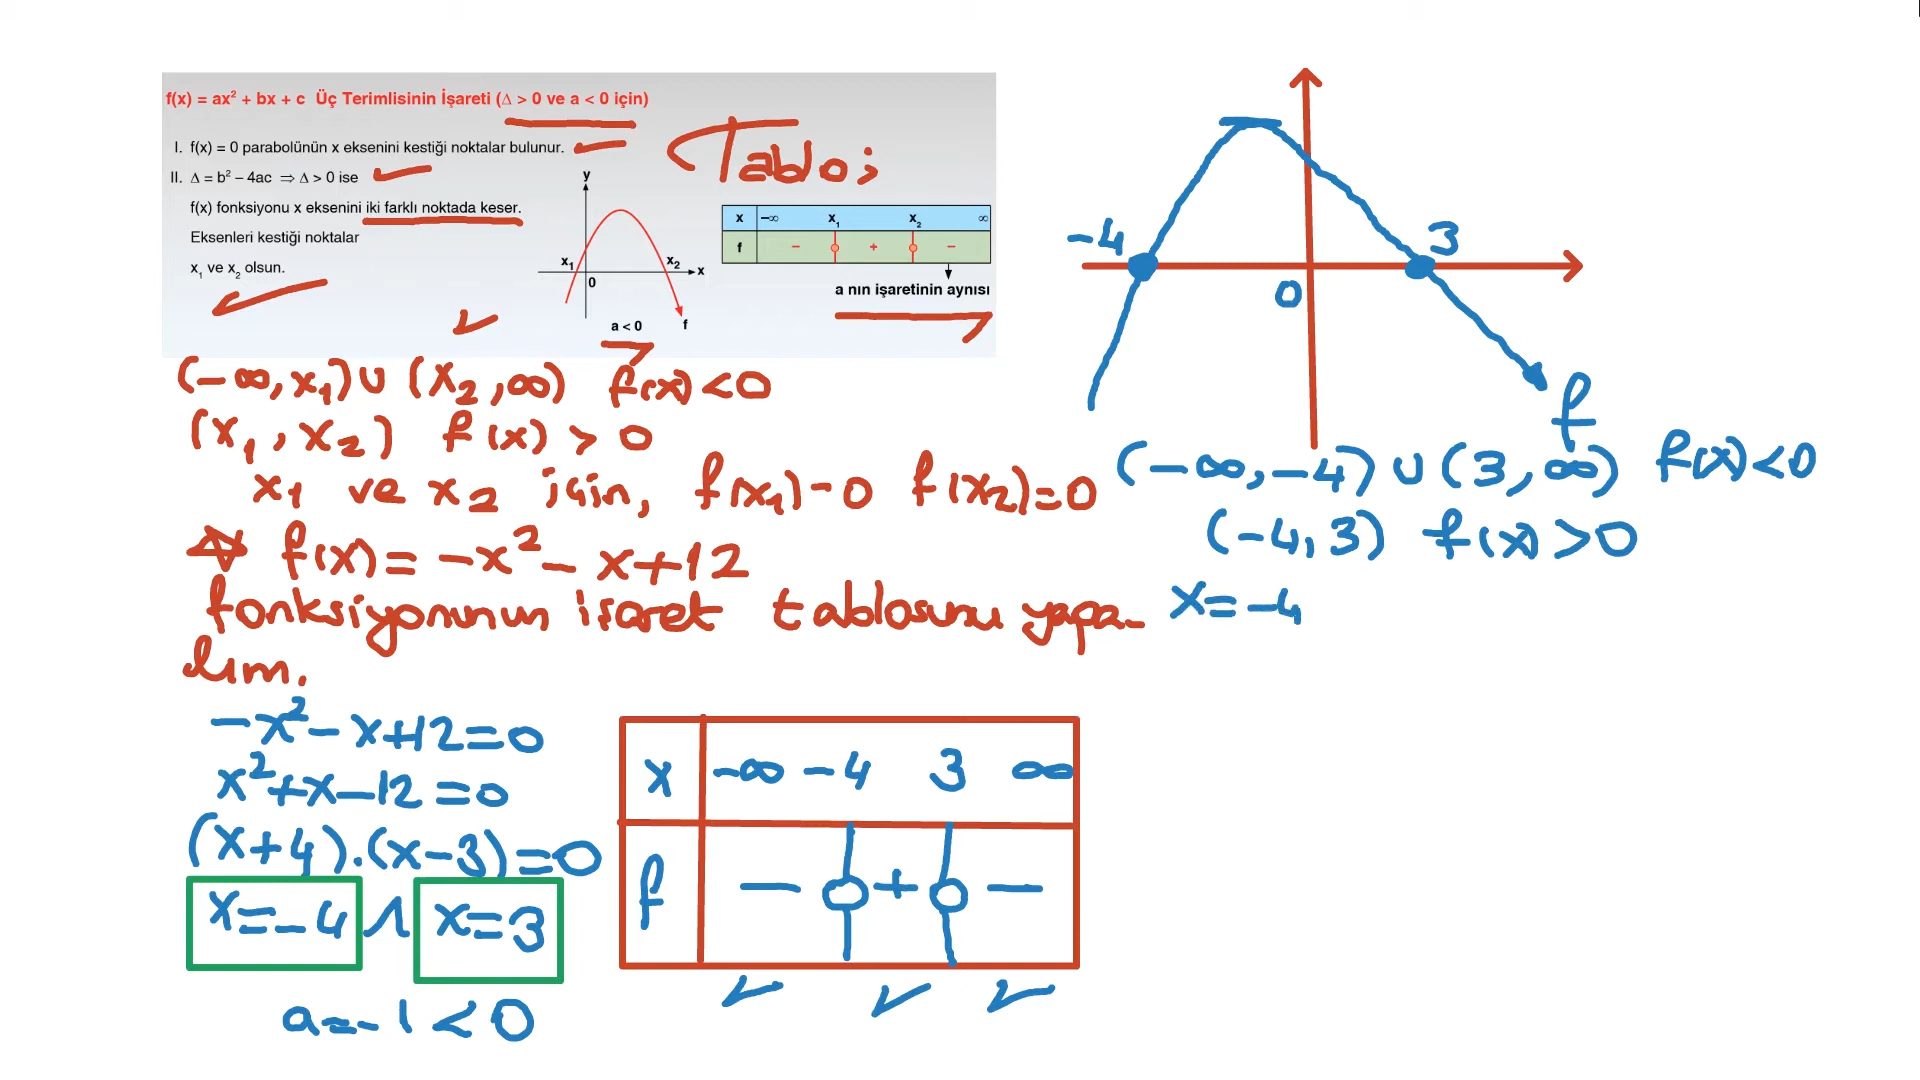 f(x) = ax² + bx + c Üç Terimlisinin İşareti (Δ > 0 ve a < 0 için)
I. f(x) = 0 parabolünün x eksenini kestiği noktalar bulunur.
II. Δ = b² – 4ac ⇒ Δ > 0 ise
f(x) fonksiyonu x eksenini iki farklı noktada keser.
Eksenleri kestiği noktalar
x₁ ve x₂ olsun.
y
x₁
x₂
x
0
a < 0
f
Tablo;
x -∞ x₁ x₂ ∞
f - + -
a nın işaretinin aynısı
(-∞, x₁) ∪ (x₂, ∞) f(x) < 0
(x₁, x₂) f(x) > 0
x₁ ve x₂ için, f(x₁) - 0 f(x₂) = 0
f(x) = -x² - x + 12
fonksiyonunun işaret tablosunu yapa-
lım.
-x² - x + 12 = 0
x² + x - 12 = 0
(x+4).(x-3) = 0
x = -4 ∧ x = 3
a = -1 < 0
x -∞ -4 3 ∞
f - + -
-4
3
0
f
(-∞, -4) ∪ (3, ∞) f(x) < 0
(-4, 3) f(x) > 0
x = -4